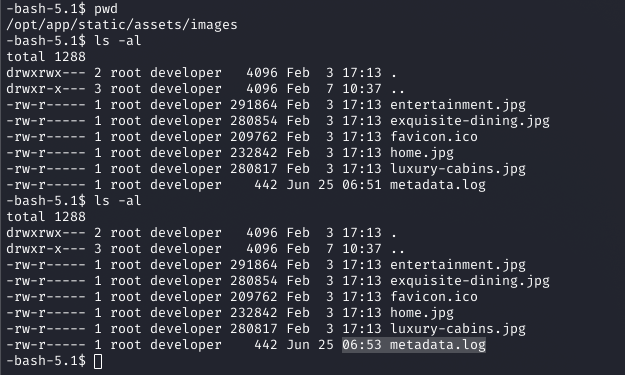 -bash-5.1$ pwd
/opt/app/static/assets/images
-bash-5.1$ ls -al
total 1288
drwxrwx--- 2 root developer   4096 Feb  3 17:13 .
drwxr-x--- 3 root developer   4096 Feb  7 10:37 ..
-rw-r----- 1 root developer 291864 Feb  3 17:13 entertainment.jpg
-rw-r----- 1 root developer 280854 Feb  3 17:13 exquisite-dining.jpg
-rw-r----- 1 root developer 209762 Feb  3 17:13 favicon.ico
-rw-r----- 1 root developer 232842 Feb  3 17:13 home.jpg
-rw-r----- 1 root developer 280817 Feb  3 17:13 luxury-cabins.jpg
-rw-r----- 1 root developer    442 Jun 25 06:51 metadata.log
-bash-5.1$ ls -al
total 1288
drwxrwx--- 2 root developer   4096 Feb  3 17:13 .
drwxr-x--- 3 root developer   4096 Feb  7 10:37 ..
-rw-r----- 1 root developer 291864 Feb  3 17:13 entertainment.jpg
-rw-r----- 1 root developer 280854 Feb  3 17:13 exquisite-dining.jpg
-rw-r----- 1 root developer 209762 Feb  3 17:13 favicon.ico
-rw-r----- 1 root developer 232842 Feb  3 17:13 home.jpg
-rw-r----- 1 root developer 280817 Feb  3 17:13 luxury-cabins.jpg
-rw-r----- 1 root developer    442 Jun 25 06:53 metadata.log
-bash-5.1$